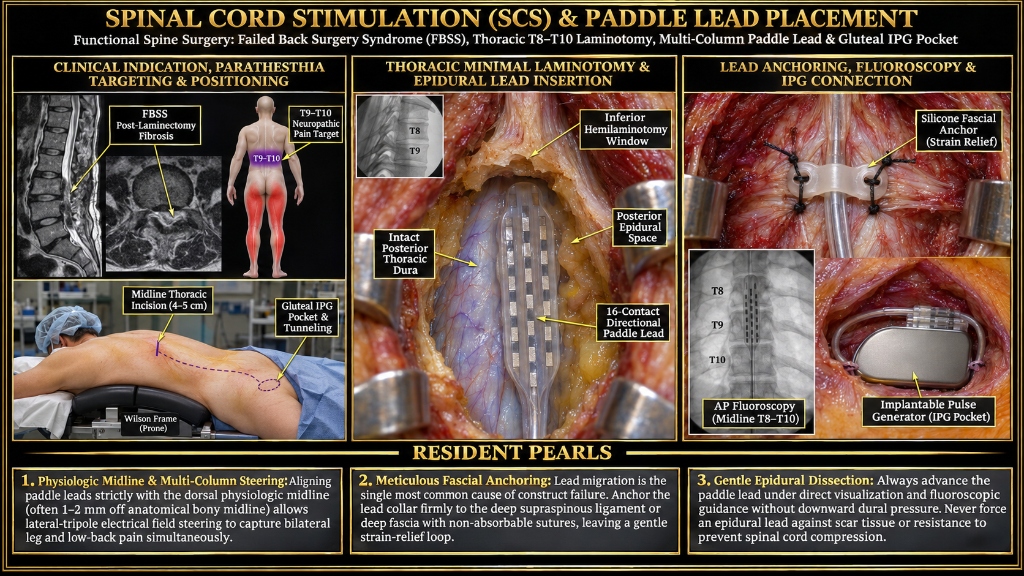 SPINAL CORD STIMULATION (SCS) & PADDLE LEAD PLACEMENT
Functional Spine Surgery: Failed Back Surgery Syndrome (FBSS), Thoracic T8–T10 Laminotomy, Multi-Column Paddle Lead & Gluteal IPG Pocket
CLINICAL INDICATION, PARATHESTHIA
TARGETING & POSITIONING
FBSS
Post-Laminectomy
Fibrosis
T9–T10
Neuropathic
Pain Target
T9–T10
Midline Thoracic
Incision (4–5 cm)
Gluteal IPG
Pocket &
Tunneling
Wilson Frame
(Prone)
THORACIC MINIMAL LAMINOTOMY &
EPIDURAL LEAD INSERTION
T8
T9
Inferior
Hemilaminotomy
Window
Intact
Posterior
Thoracic
Dura
Posterior
Epidural
Space
16-Contact
Directional
Paddle Lead
LEAD ANCHORING, FLUOROSCOPY &
IPG CONNECTION
Silicone Fascial
Anchor
(Strain Relief)
T8
T9
T10
AP Fluoroscopy
(Midline T8–T10)
Implantable Pulse
Generator (IPG Pocket)
RESIDENT PEARLS
1. Physiologic Midline & Multi-Column Steering: Aligning
paddle leads strictly with the dorsal physiologic midline
(often 1–2 mm off anatomical bony midline) allows
lateral-tripole electrical field steering to capture bilateral
leg and low-back pain simultaneously.
2. Meticulous Fascial Anchoring: Lead migration is the
single most common cause of construct failure. Anchor the
lead collar firmly to the deep supraspinous ligament or
deep fascia with non-absorbable sutures, leaving a gentle
strain-relief loop.
3. Gentle Epidural Dissection: Always advance the
paddle lead under direct visualization and fluoroscopic
guidance without downward dural pressure. Never force
an epidural lead against scar tissue or resistance to
prevent spinal cord compression.